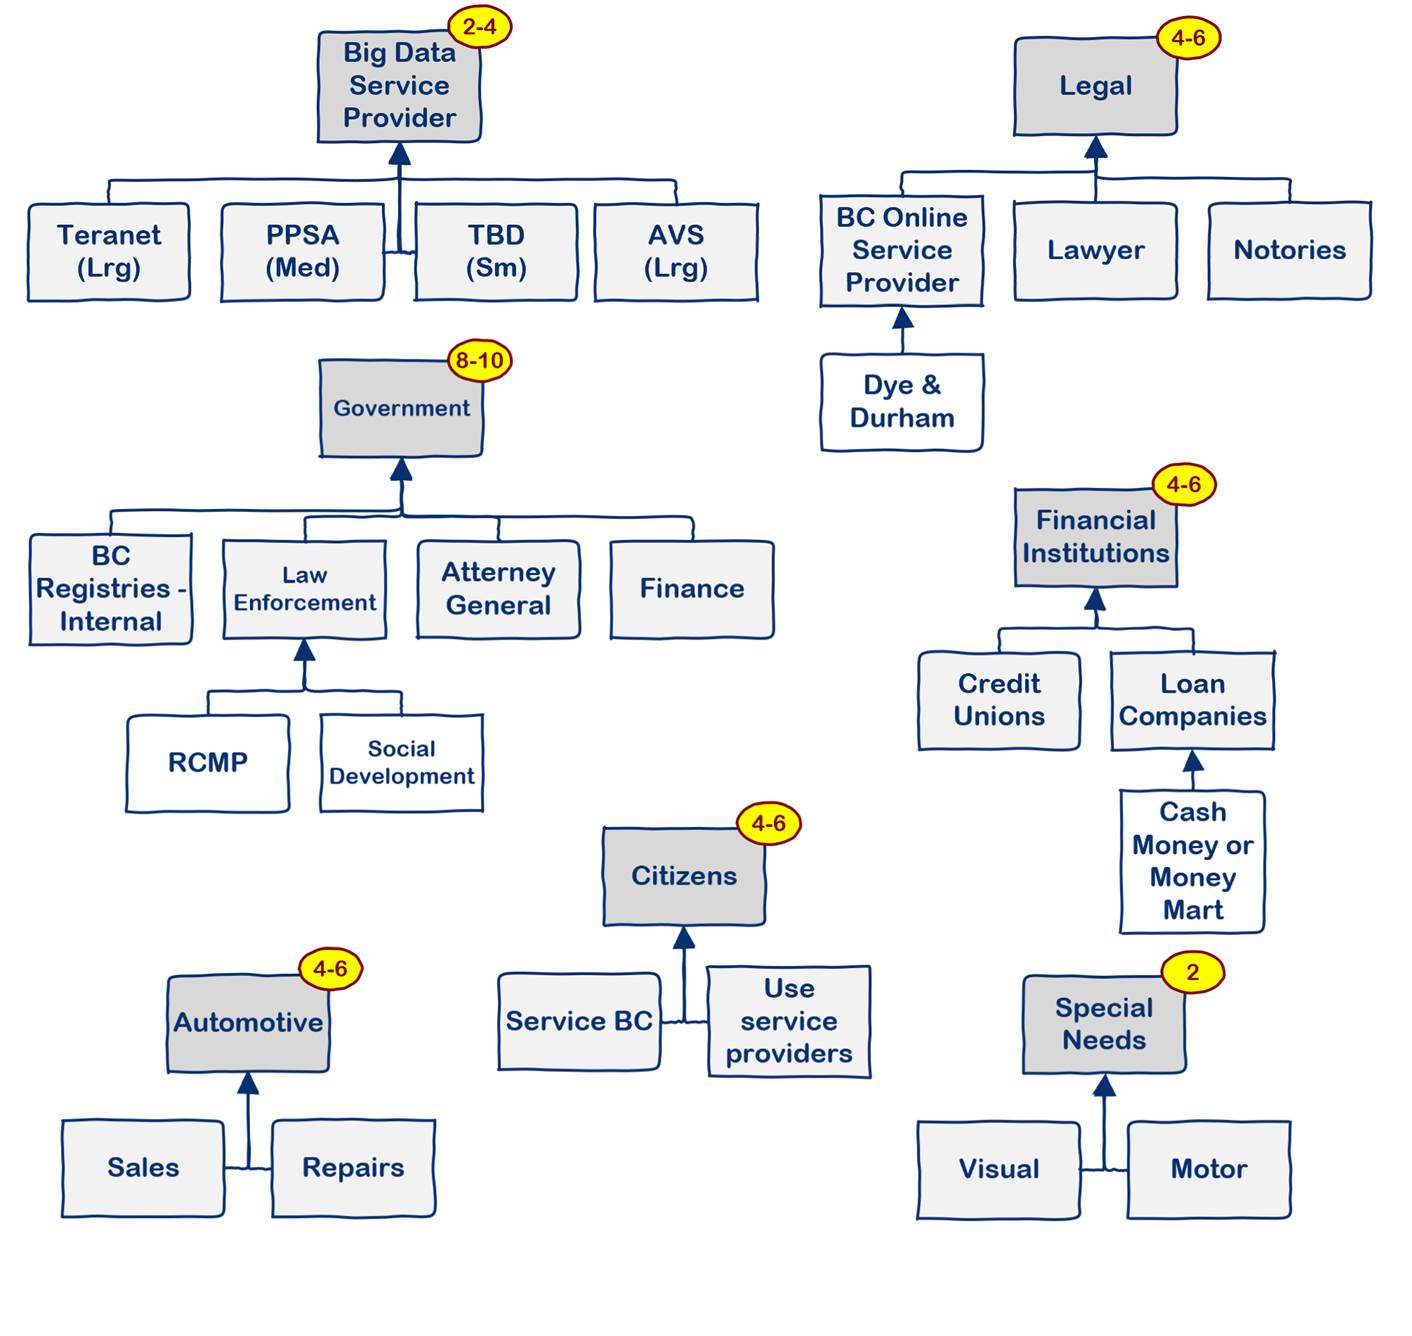 2-4
Big Data
Service
Provider
Teranet
(Lrg)
PPSA
(Med)
TBD
(Sm)
AVS
(Lrg)
4-6
Legal
BC Online
Service
Provider
Lawyer
Notories
Dye &
Durham
8-10
Government
BC
Registries -
Internal
Law
Enforcement
Atterney
General
Finance
RCMP
Social
Development
4-6
Financial
Institutions
Credit
Unions
Loan
Companies
Cash
Money or
Money
Mart
4-6
Citizens
Service BC
Use
service
providers
4-6
Automotive
Sales
Repairs
2
Special
Needs
Visual
Motor